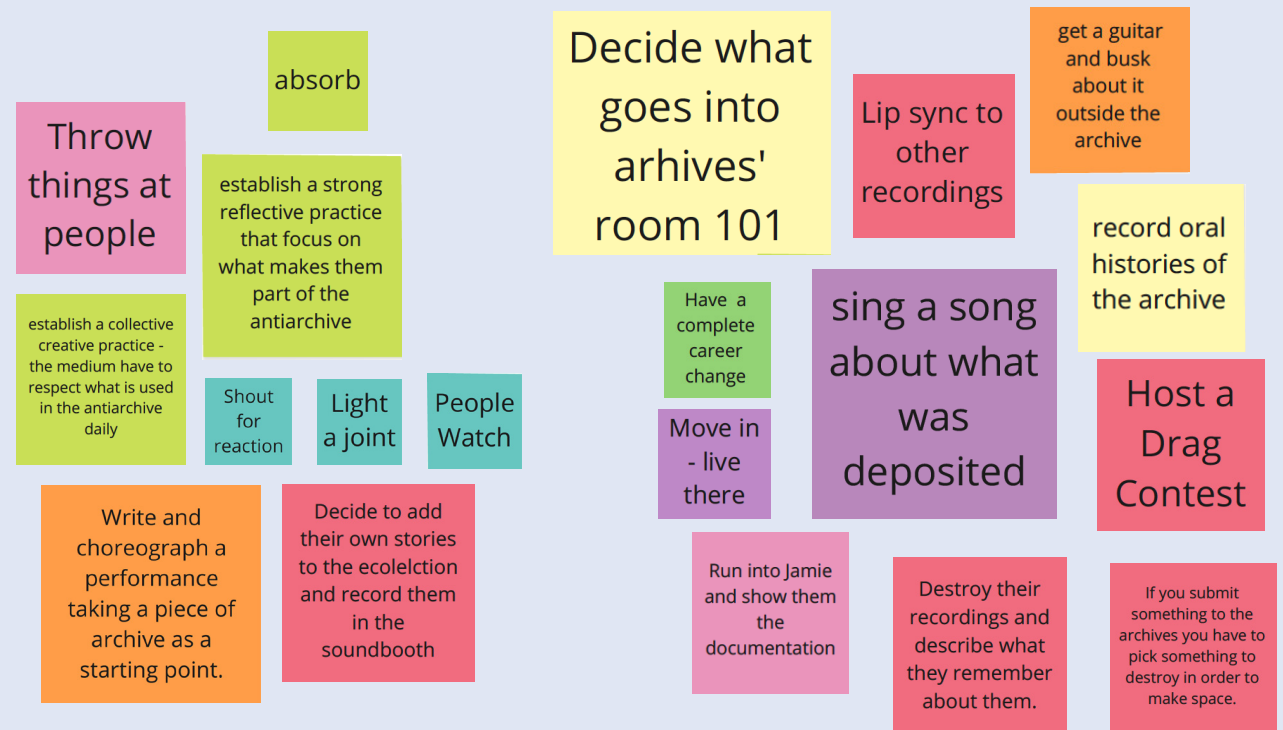 absorb
Throw
things at
people
establish a strong
reflective practice
that focus on
what makes them
part of the
antiarchive
establish a collective
creative practice -
the medium have to
respect what is used
in the antiarchive
daily
Shout
for
reaction
Light
a joint
People
Watch
Write and
choreograph a
performance
taking a piece of
archive as a
starting point.
Decide to add
their own stories
to the ecolelction
and record them
in the
soundbooth
Decide what
goes into
arhives'
room 101
Lip sync to
other
recordings
get a guitar
and busk
about it
outside the
archive
record oral
histories of
the archive
Have a
complete
career
change
sing a song
about what
was
deposited
Move in
- live
there
Host a
Drag
Contest
Run into Jamie
and show them
the
documentation
Destroy their
recordings and
describe what
they remember
about them.
If you submit
something to the
archives you have to
pick something to
destroy in order to
make space.